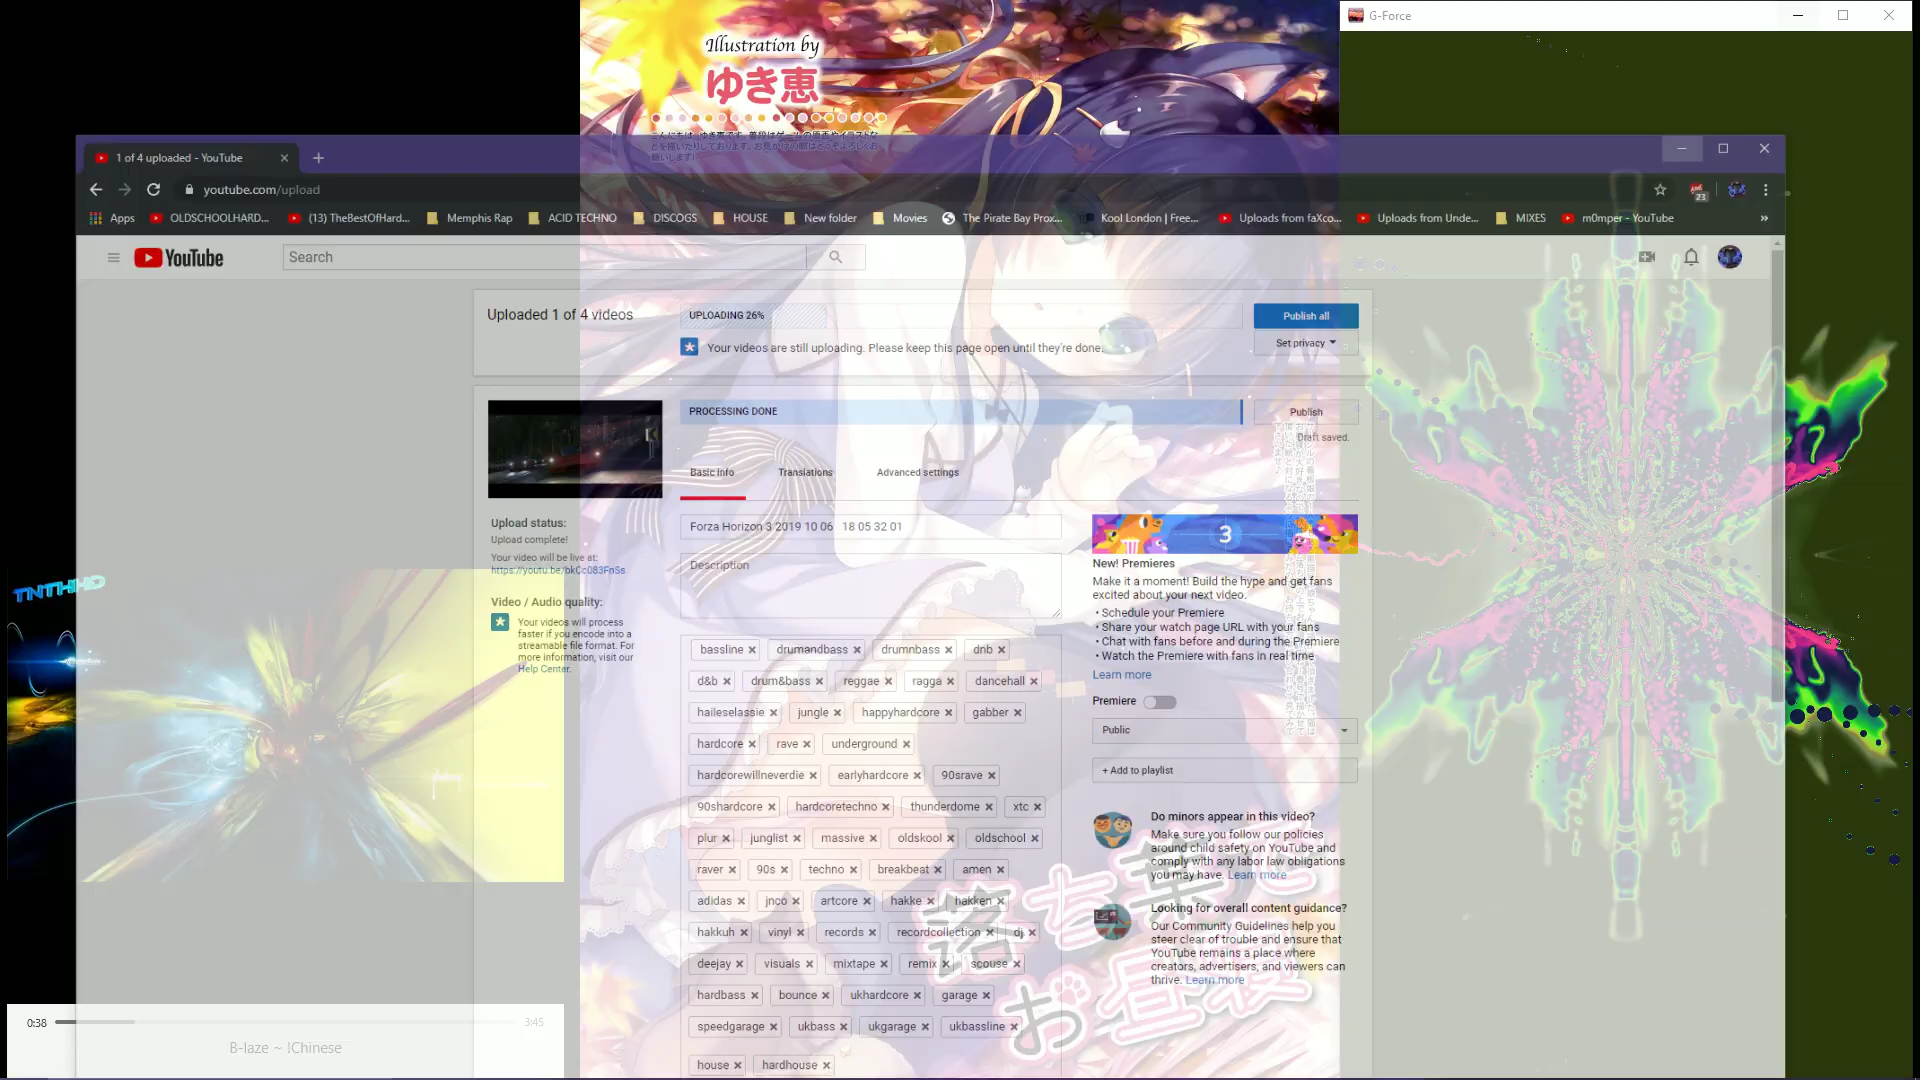 G-Force
Illustration by
ゆき恵
1 of 4 uploaded - YouTube
youtube.com/upload
23
Apps
OLDSCHOOLHARD...
(13) TheBestOfHard...
Memphis Rap
ACID TECHNO
DISCOGS
HOUSE
New folder
Movies
The Pirate Bay Prox...
Kool London | Free...
Uploads from faXco...
Uploads from Unde...
MIXES
m0mper - YouTube
»
YouTube
Search
Uploaded 1 of 4 videos
UPLOADING 26%
Publish all
Your videos are still uploading. Please keep this page open until they're done.
Set privacy
PROCESSING DONE
Publish
Draft saved.
Basic info
Translations
Advanced settings
Upload status:
Upload complete!
Your video will be live at:
https://youtu.be/bkCc083FnSs
Video / Audio quality:
Your videos will process
faster if you encode into a
streamable file format. For
more information, visit our
Help Center.
Forza Horizon 3 2019 10 06 18 05 32 01
Description
bassline drumandbass drumnbass dnb
d&b drum&bass reggae ragga dancehall
haileselassie jungle happyhardcore gabber
hardcore rave underground
hardcorewillneverdie earlyhardcore 90srave
90shardcore hardcoretechno thunderdome xtc
plur junglist massive oldskool oldschool
raver 90s techno breakbeat amen
adidas jnco artcore hakke hakken
hakkuh vinyl records recordcollection dj
deejay visuals mixtape remix scouse
hardbass bounce ukhardcore garage
speedgarage ukbass ukgarage ukbassline
house hardhouse
3
New! Premieres
Make it a moment! Build the hype and get fans
excited about your next video.
• Schedule your Premiere
• Share your watch page URL with your fans
• Chat with fans before and during the Premiere
• Watch the Premiere with fans in real time
Learn more
Premiere
Public
+ Add to playlist
Do minors appear in this video?
Make sure you follow our policies
around child safety on YouTube and
comply with any labor law obligations
you may have. Learn more
Looking for overall content guidance?
Our Community Guidelines help you
steer clear of trouble and ensure that
YouTube remains a place where
creators, advertisers, and viewers can
thrive. Learn more
落ち葉と
お昼寝
TNTHHD
0:38
3:45
B-laze ~ !Chinese